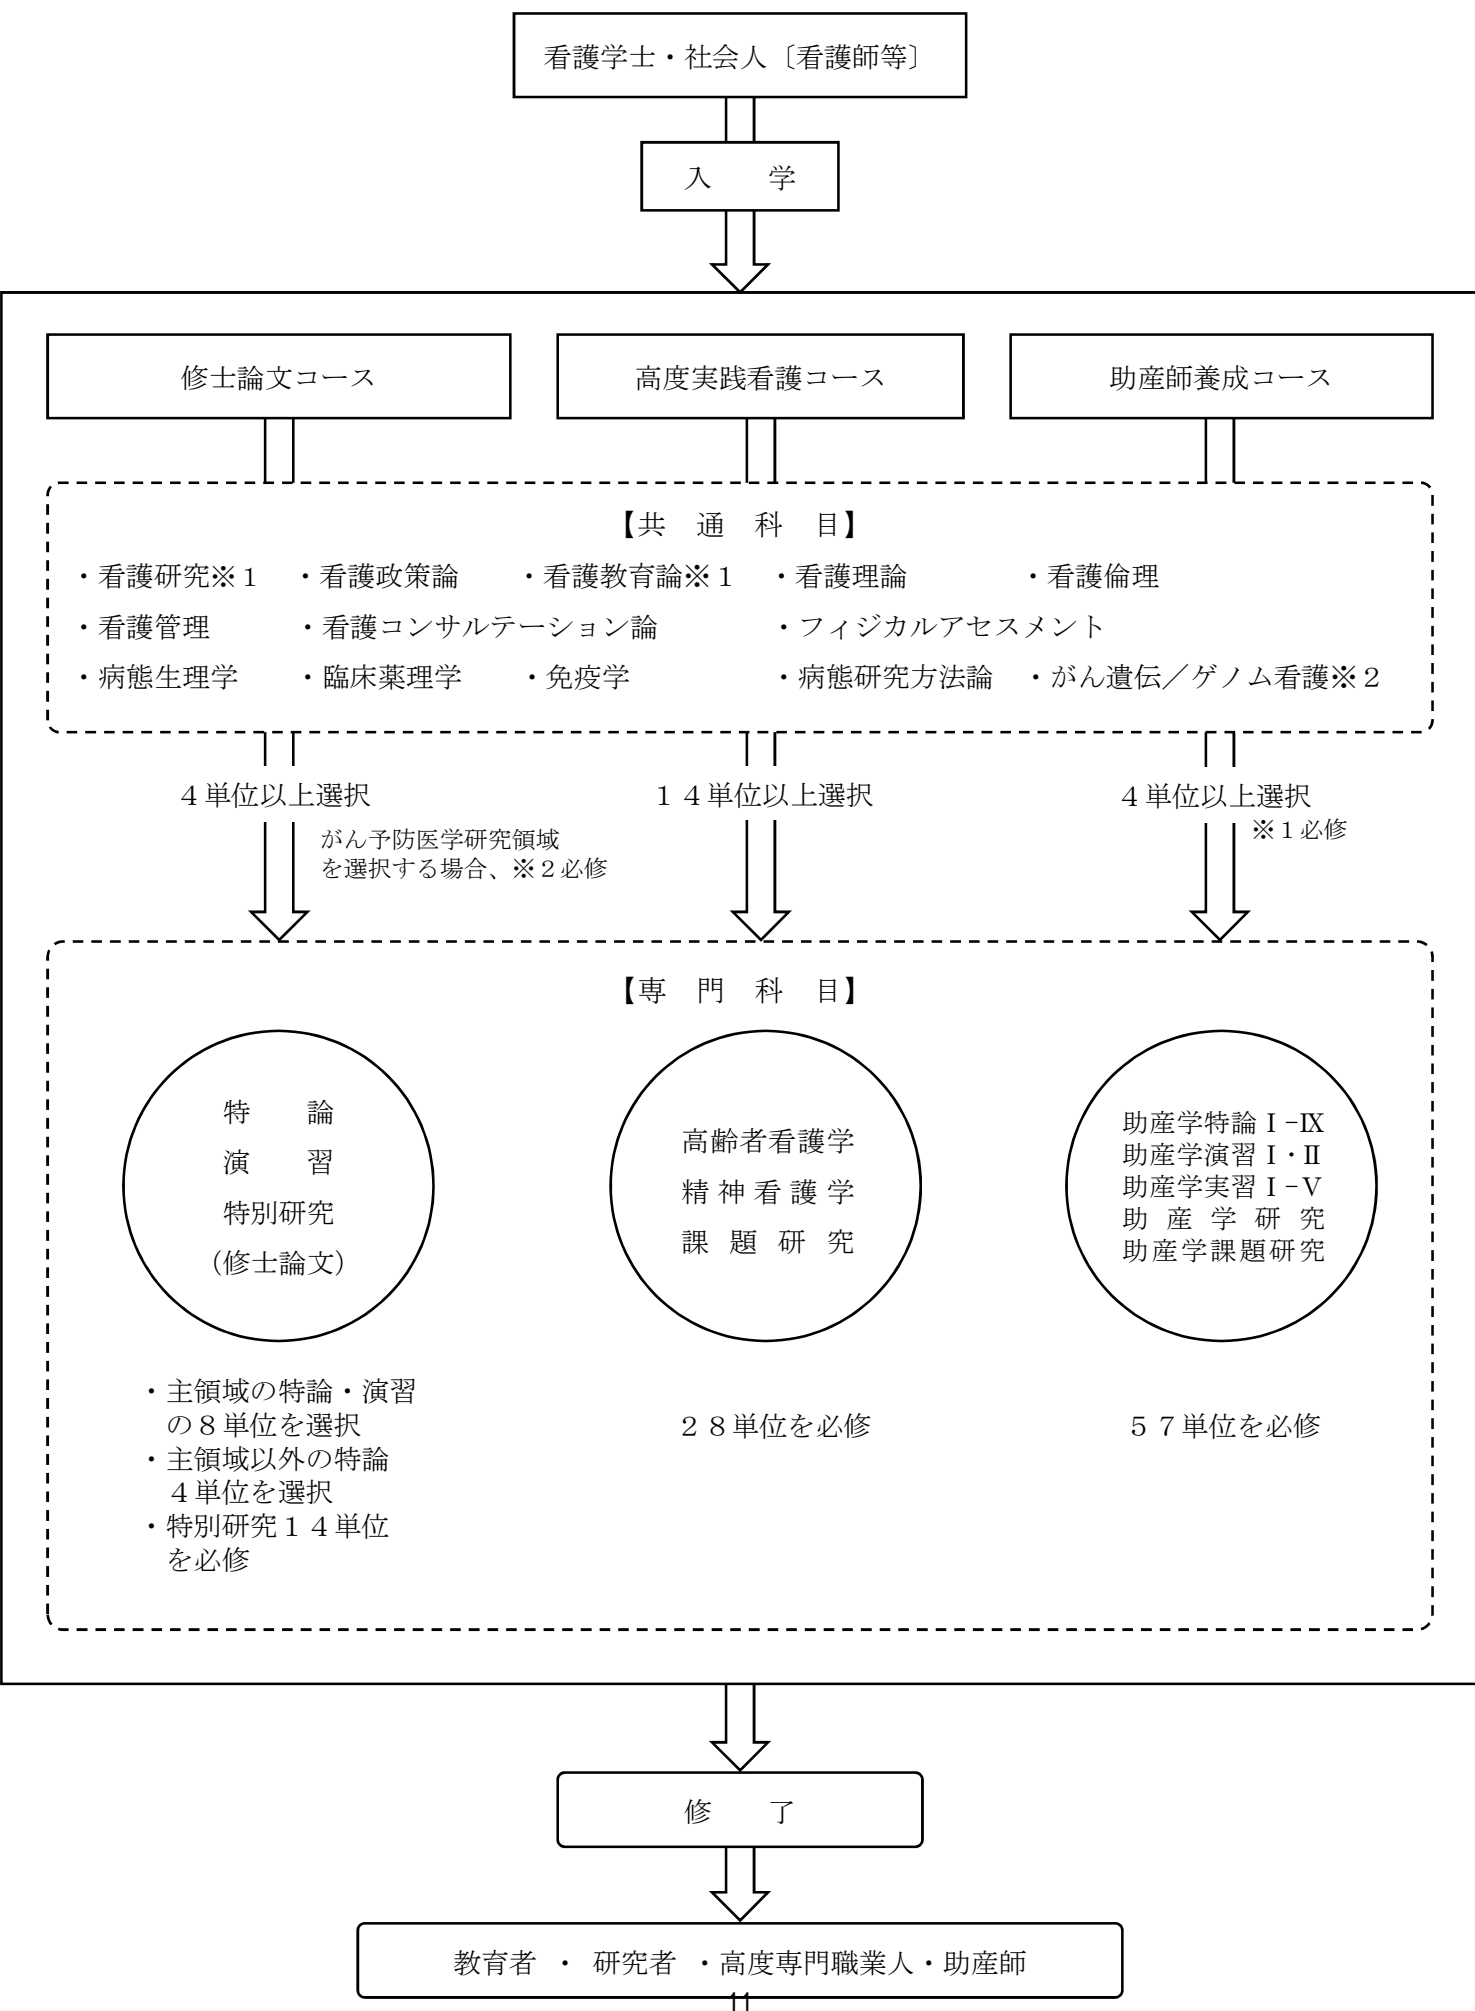 看護学士・社会人〔看護師等〕
入　学
修士論文コース
高度実践看護コース
助産師養成コース
【共　通　科　目】
・看護研究※１　・看護政策論　・看護教育論※１　・看護理論　・看護倫理
・看護管理　・看護コンサルテーション論　・フィジカルアセスメント
・病態生理学　・臨床薬理学　・免疫学　・病態研究方法論　・がん遺伝／ゲノム看護※２
４単位以上選択
がん予防医学研究領域
を選択する場合、※２必修
１４単位以上選択
４単位以上選択
※１必修
【専　門　科　目】
特　論
演　習
特別研究
（修士論文）
高齢者看護学
精神看護学
課題研究
助産学特論Ⅰ-Ⅸ
助産学演習Ⅰ・Ⅱ
助産学実習Ⅰ-Ⅴ
助産学研究
助産学課題研究
・主領域の特論・演習
の８単位を選択
・主領域以外の特論
４単位を選択
・特別研究１４単位
を必修
２８単位を必修
５７単位を必修
修　了
教育者 ・ 研究者 ・高度専門職業人・助産師